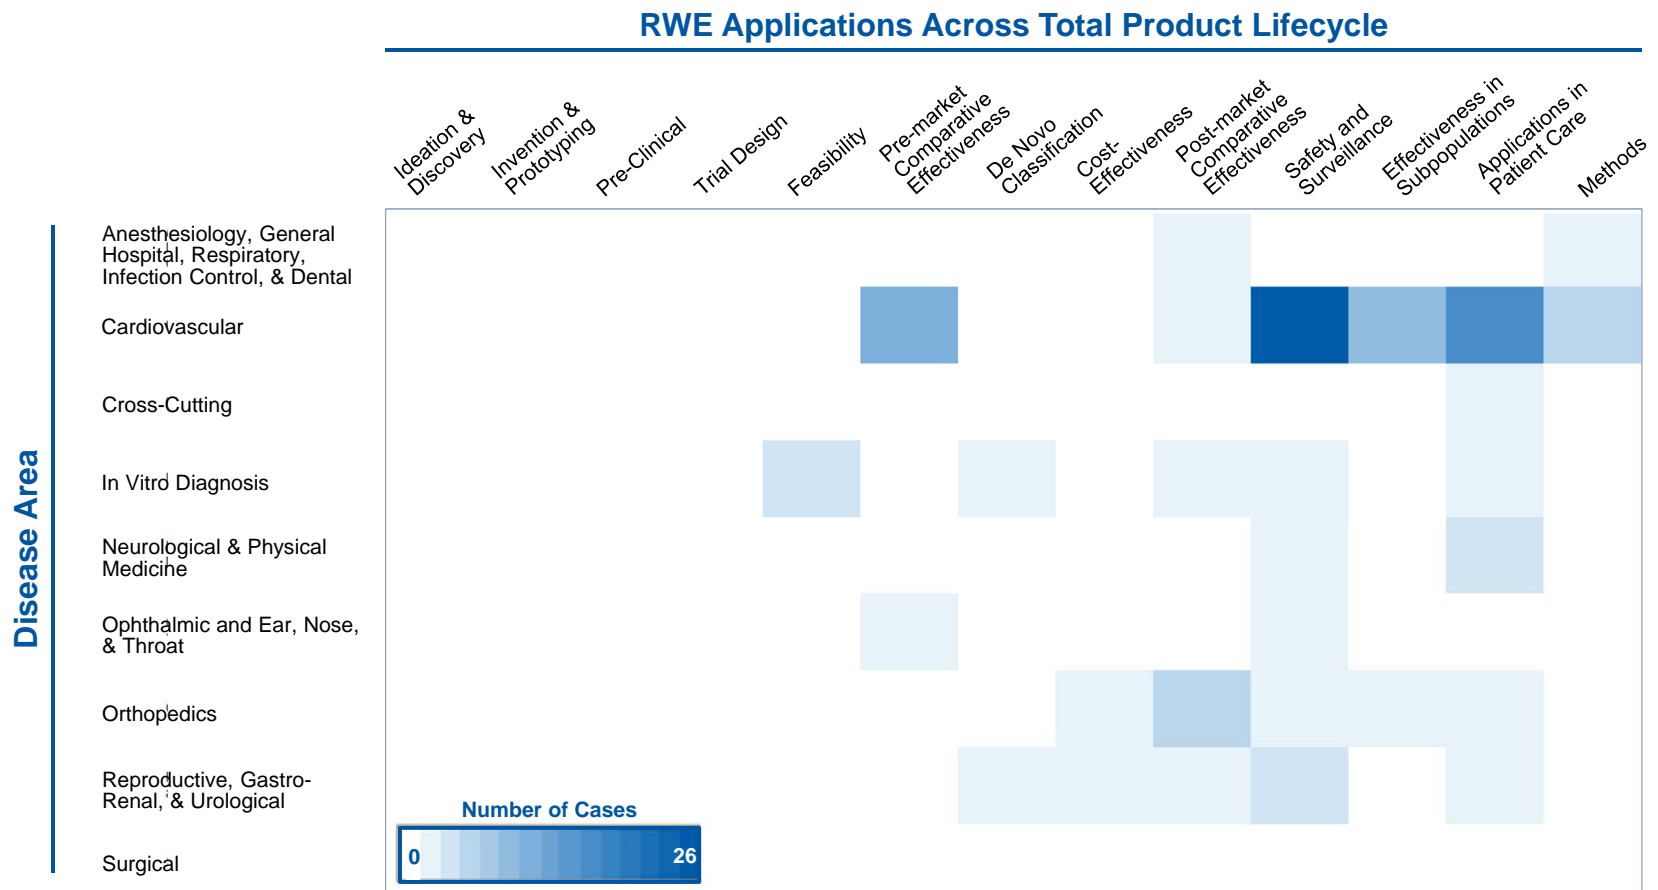 RWE Applications Across Total Product Lifecycle
Ideation &
Discovery
Invention &
Prototyping
Pre-Clinical
Trial Design
Feasibility
Pre-market
Comparative
Effectiveness
De Novo
Classification
Cost-
Effectiveness
Post-market
Comparative
Effectiveness
Safety and
Surveillance
Effectiveness in
Subpopulations
Applications in
Patient Care
Methods
Disease Area
Anesthesiology, General
Hospital, Respiratory,
Infection Control, & Dental
Cardiovascular
Cross-Cutting
In Vitro Diagnosis
Neurological & Physical
Medicine
Ophthalmic and Ear, Nose,
& Throat
Orthopedics
Reproductive, Gastro-
Renal, & Urological
Surgical
Number of Cases
0
26